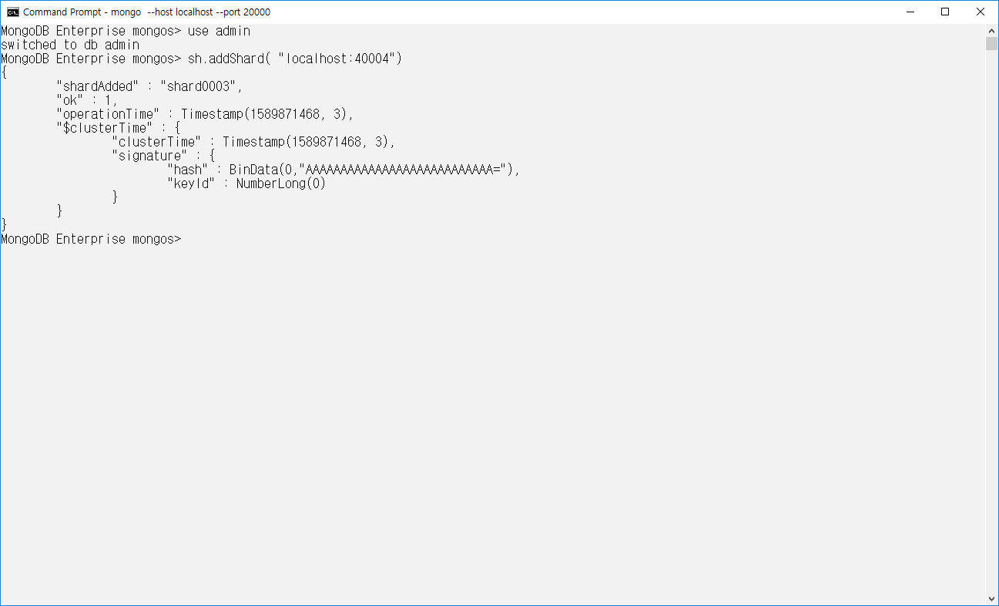 Command Prompt - mongo  --host localhost --port 20000
MongoDB Enterprise mongos> use admin
switched to db admin
MongoDB Enterprise mongos> sh.addShard( "localhost:40004")
{
        "shardAdded" : "shard0003",
        "ok" : 1,
        "operationTime" : Timestamp(1589871468, 3),
        "$clusterTime" : {
                "clusterTime" : Timestamp(1589871468, 3),
                "signature" : {
                        "hash" : BinData(0,"AAAAAAAAAAAAAAAAAAAAAAAAAAA="),
                        "keyId" : NumberLong(0)
                }
        }
}
MongoDB Enterprise mongos>